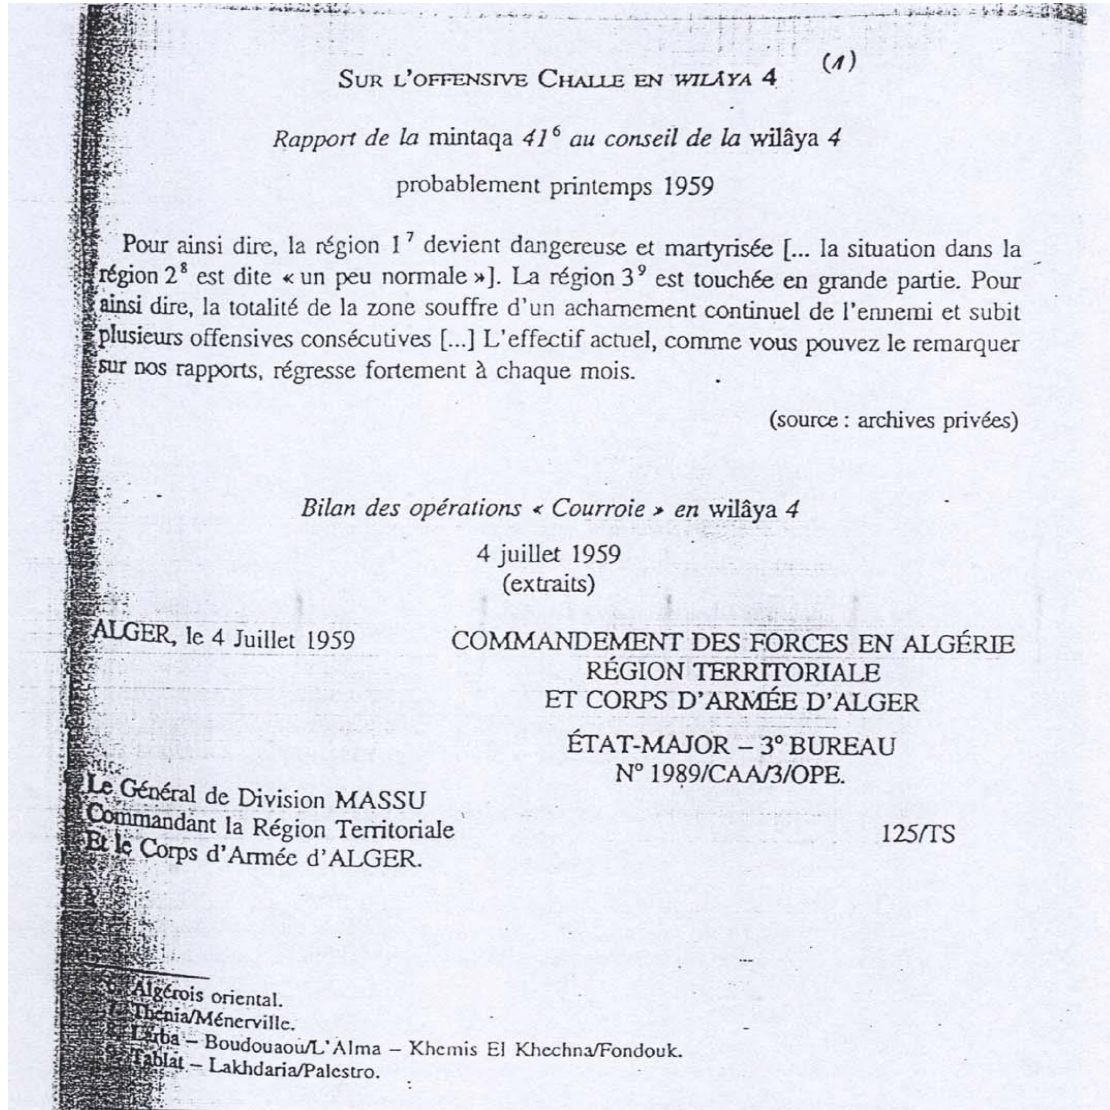 (1)
SUR L'OFFENSIVE CHALLE EN WILÂYA 4
Rapport de la mintaqa 41⁶ au conseil de la wilâya 4
probablement printemps 1959
Pour ainsi dire, la région 1⁷ devient dangereuse et martyrisée [... la situation dans la
région 2⁸ est dite « un peu normale »]. La région 3⁹ est touchée en grande partie. Pour
ainsi dire, la totalité de la zone souffre d'un acharnement continuel de l'ennemi et subit
plusieurs offensives consécutives [...] L'effectif actuel, comme vous pouvez le remarquer
sur nos rapports, régresse fortement à chaque mois.
(source : archives privées)
Bilan des opérations « Courroie » en wilâya 4
4 juillet 1959
(extraits)
ALGER, le 4 Juillet 1959
COMMANDEMENT DES FORCES EN ALGÉRIE
RÉGION TERRITORIALE
ET CORPS D'ARMÉE D'ALGER
ÉTAT-MAJOR – 3º BUREAU
Nº 1989/CAA/3/OPE.
Le Général de Division MASSU
Commandant la Région Territoriale
Et le Corps d'Armée d'ALGER.
125/TS
À
6. Algérois oriental.
7. Thénia/Ménerville.
8. Larba – Boudouaou/L'Alma – Khemis El Khechna/Fondouk.
9. Tablat – Lakhdaria/Palestro.